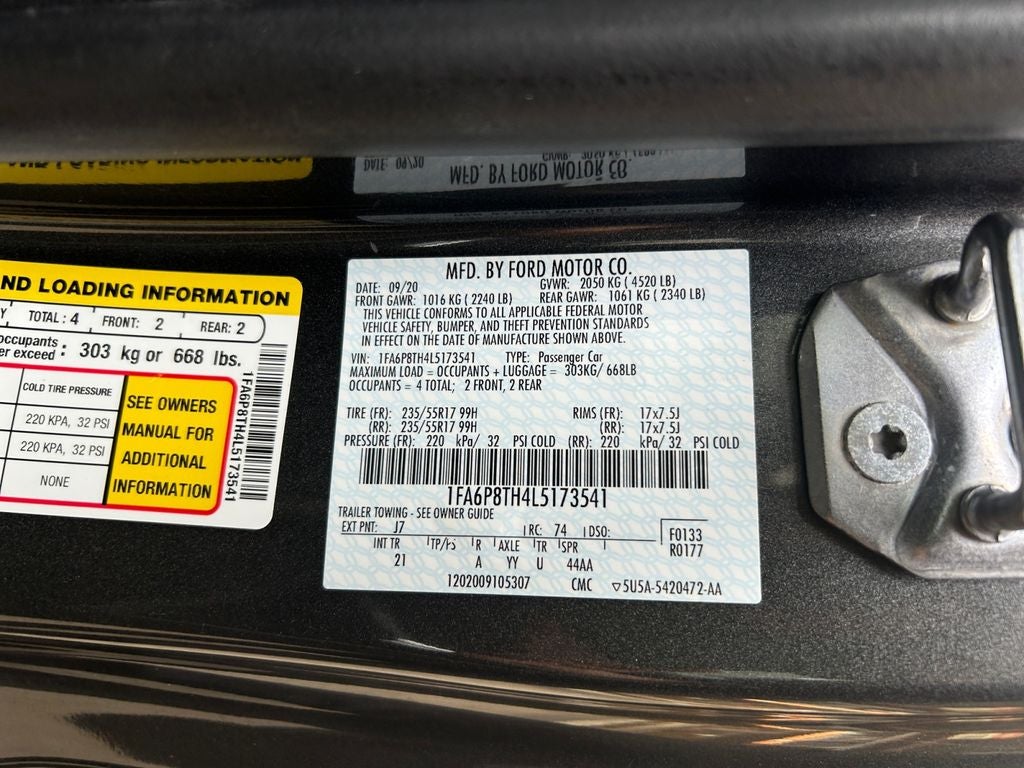 MFD. BY FORD MOTOR CO.
DATE: 09/20
ND LOADING INFORMATION
Y TOTAL : 4 FRONT: 2 REAR: 2
occupants
er exceed : 303 kg or 668 lbs.
COLD TIRE PRESSURE
220 KPA, 32 PSI
220 KPA, 32 PSI
NONE
SEE OWNERS
MANUAL FOR
ADDITIONAL
INFORMATION
1FA6P8TH4L5173541
MFD. BY FORD MOTOR CO.
DATE: 09/20 GVWR: 2050 KG ( 4520 LB)
FRONT GAWR: 1016 KG ( 2240 LB) REAR GAWR: 1061 KG ( 2340 LB)
THIS VEHICLE CONFORMS TO ALL APPLICABLE FEDERAL MOTOR
VEHICLE SAFETY, BUMPER, AND THEFT PREVENTION STANDARDS
IN EFFECT ON THE DATE OF MANUFACTURE SHOWN ABOVE.
VIN: 1FA6P8TH4L5173541 TYPE: Passenger Car
MAXIMUM LOAD = OCCUPANTS + LUGGAGE = 303KG/ 668LB
OCCUPANTS = 4 TOTAL; 2 FRONT, 2 REAR
TIRE (FR): 235/55R17 99H RIMS (FR): 17x7.5J
(RR): 235/55R17 99H (RR): 17x7.5J
PRESSURE (FR): 220 kPa/ 32 PSI COLD (RR): 220 kPa/ 32 PSI COLD
1FA6P8TH4L5173541
TRAILER TOWING - SEE OWNER GUIDE
EXT PNT: J7 RC: 74 DSO: F0133
R0177
INT TR TP/PS R AXLE TR SPR
21 A YY U 44AA
1202009105307 CMC ▽5U5A-5420472-AA